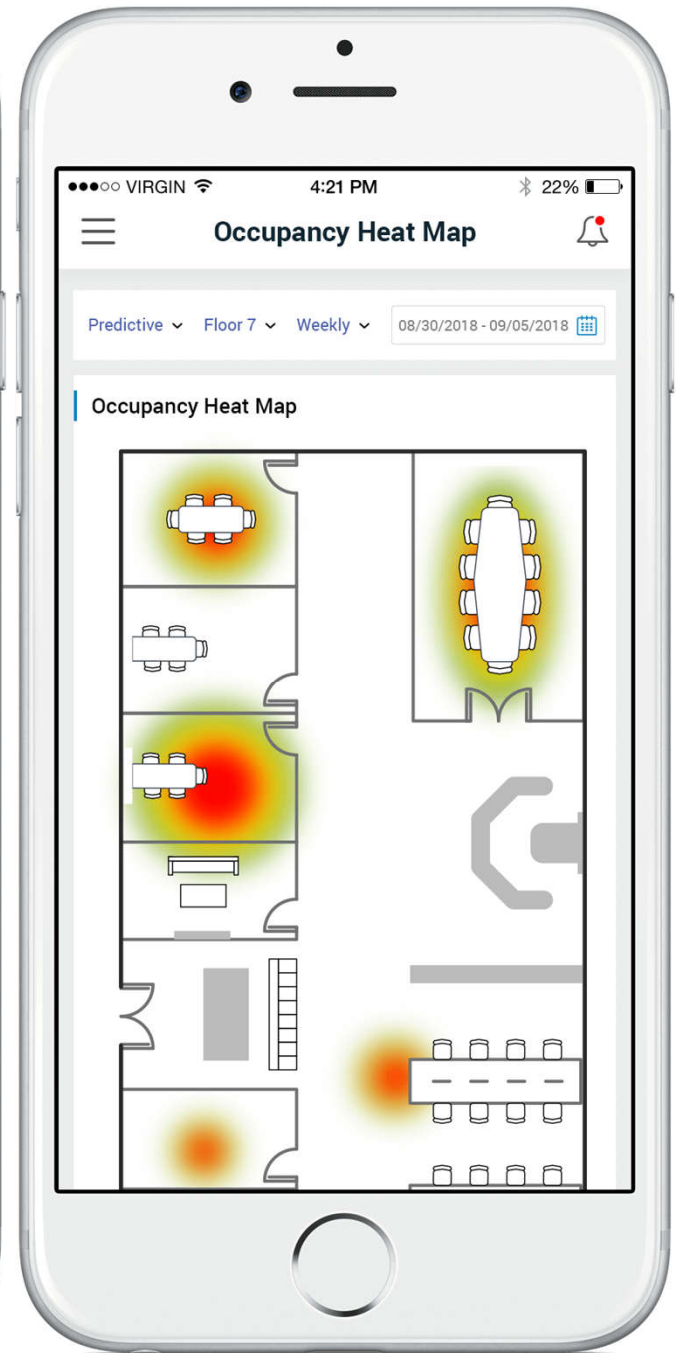 ●●●○○ VIRGIN 4:21 PM 22%
Occupancy Heat Map
Predictive Floor 7 Weekly 08/30/2018 - 09/05/2018
Occupancy Heat Map